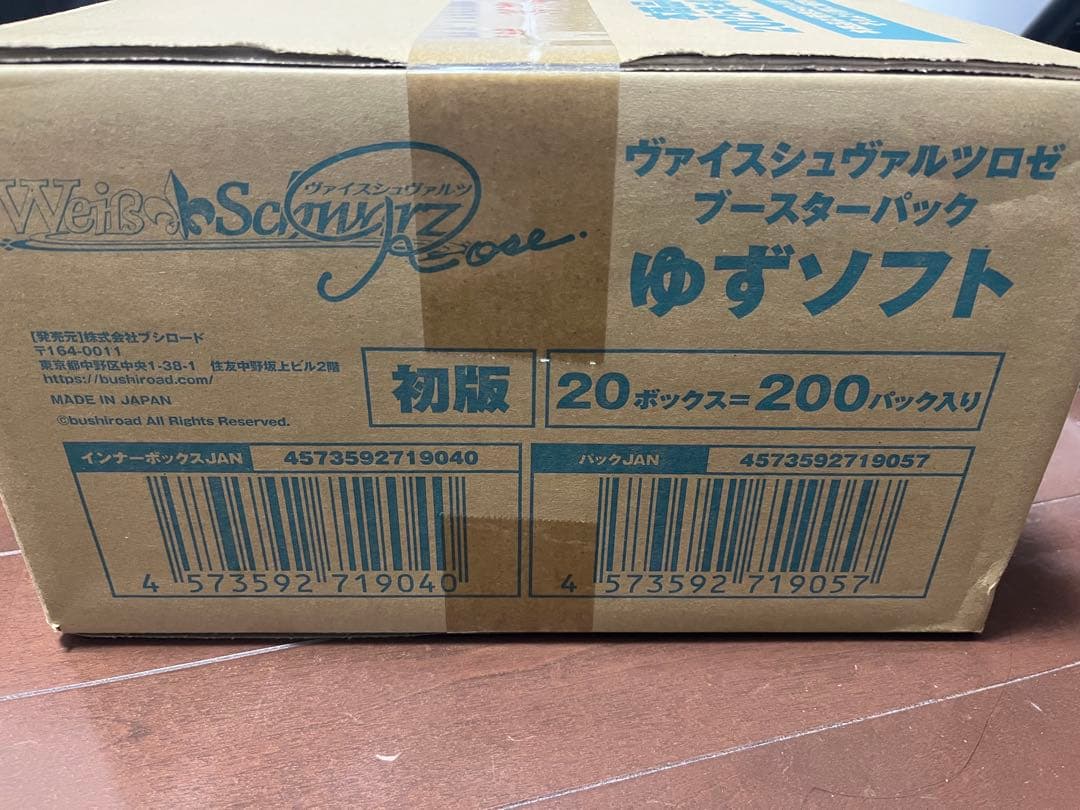 Weiß Schwarz
ヴァイスシュヴァルツ
Rose
ヴァイスシュヴァルツロゼ
ブースターパック
ゆずソフト
[発売元]株式会社ブシロード
〒164-0011
東京都中野区中央1-38-1 住友中野坂上ビル2階
https://bushiroad.com/
MADE IN JAPAN
©bushiroad All Rights Reserved.
初版
20ボックス=200パック入り
インナーボックスJAN 4573592719040
パックJAN 4573592719057
4 573592 719040
4 573592 719057